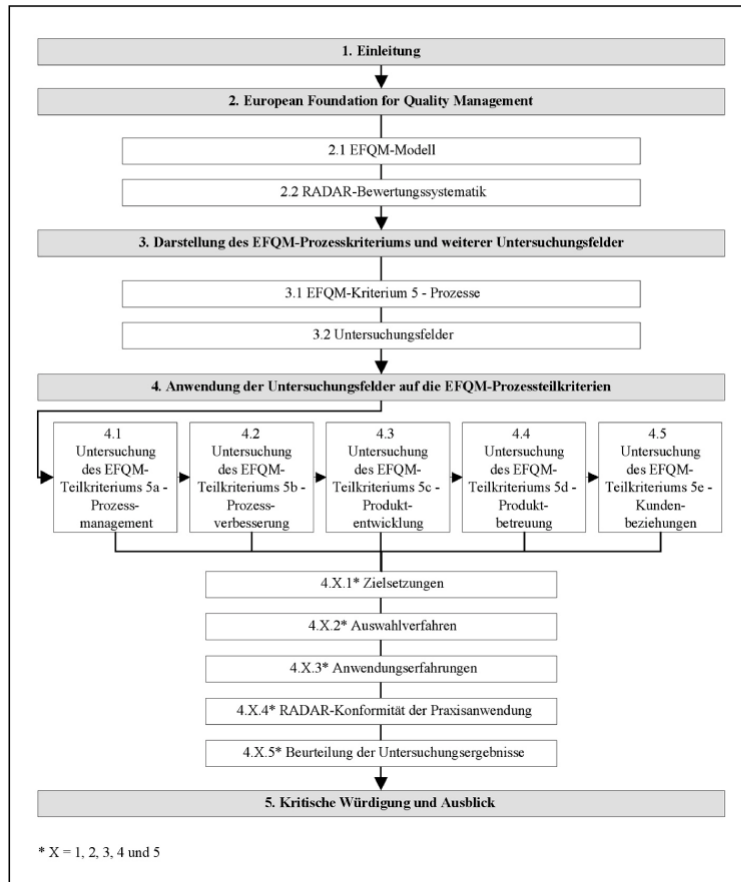 1. Einleitung
2. European Foundation for Quality Management
2.1 EFQM-Modell
2.2 RADAR-Bewertungssystematik
3. Darstellung des EFQM-Prozesskriteriums und weiterer Untersuchungsfelder
3.1 EFQM-Kriterium 5 - Prozesse
3.2 Untersuchungsfelder
4. Anwendung der Untersuchungsfelder auf die EFQM-Prozessteilkriterien
4.1
Untersuchung
des EFQM-
Teilkriteriums 5a -
Prozess-
management
4.2
Untersuchung
des EFQM-
Teilkriteriums 5b -
Prozess-
verbesserung
4.3
Untersuchung
des EFQM-
Teilkriteriums 5c -
Produkt-
entwicklung
4.4
Untersuchung
des EFQM-
Teilkriteriums 5d -
Produkt-
betreuung
4.5
Untersuchung
des EFQM-
Teilkriteriums 5e -
Kunden-
beziehungen
4.X.1* Zielsetzungen
4.X.2* Auswahlverfahren
4.X.3* Anwendungserfahrungen
4.X.4* RADAR-Konformität der Praxisanwendung
4.X.5* Beurteilung der Untersuchungsergebnisse
5. Kritische Würdigung und Ausblick
* X = 1, 2, 3, 4 und 5